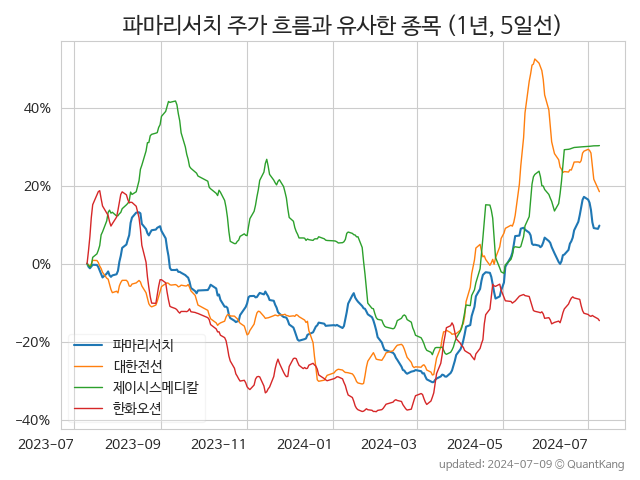 파마리서치 주가 흐름과 유사한 종목 (1년, 5일선)
40%
20%
0%
−20%
−40%
파마리서치
대한전선
제이시스메디칼
한화오션
2023-07 2023-09 2023-11 2024-01 2024-03 2024-05 2024-07
updated: 2024-07-09 © QuantKang